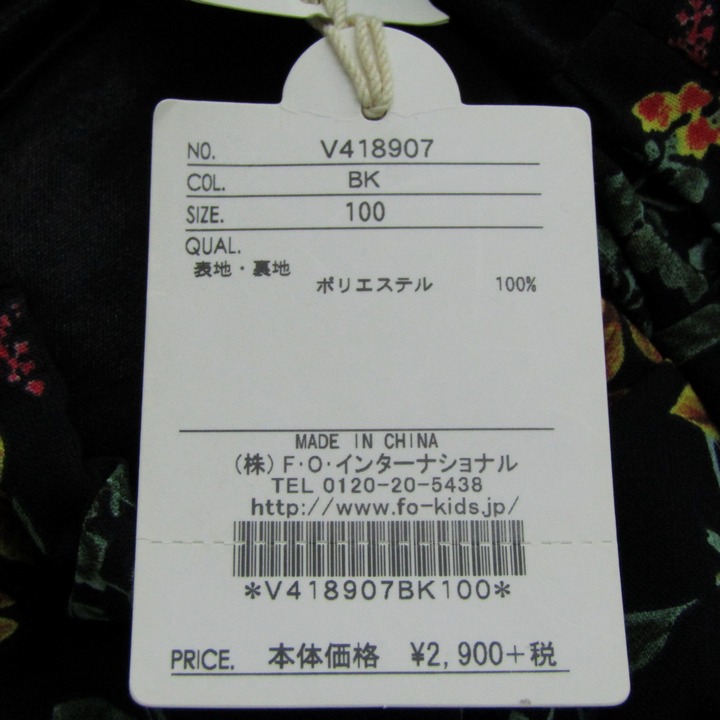 NO. V418907
COL. BK
SIZE. 100
QUAL.
表地・裏地
ポリエステル 100%
MADE IN CHINA
(株)F・O・インターナショナル
TEL 0120-20-5438
http://www.fo-kids.jp/
*V418907BK100*
PRICE. 本体価格 ¥2,900+税